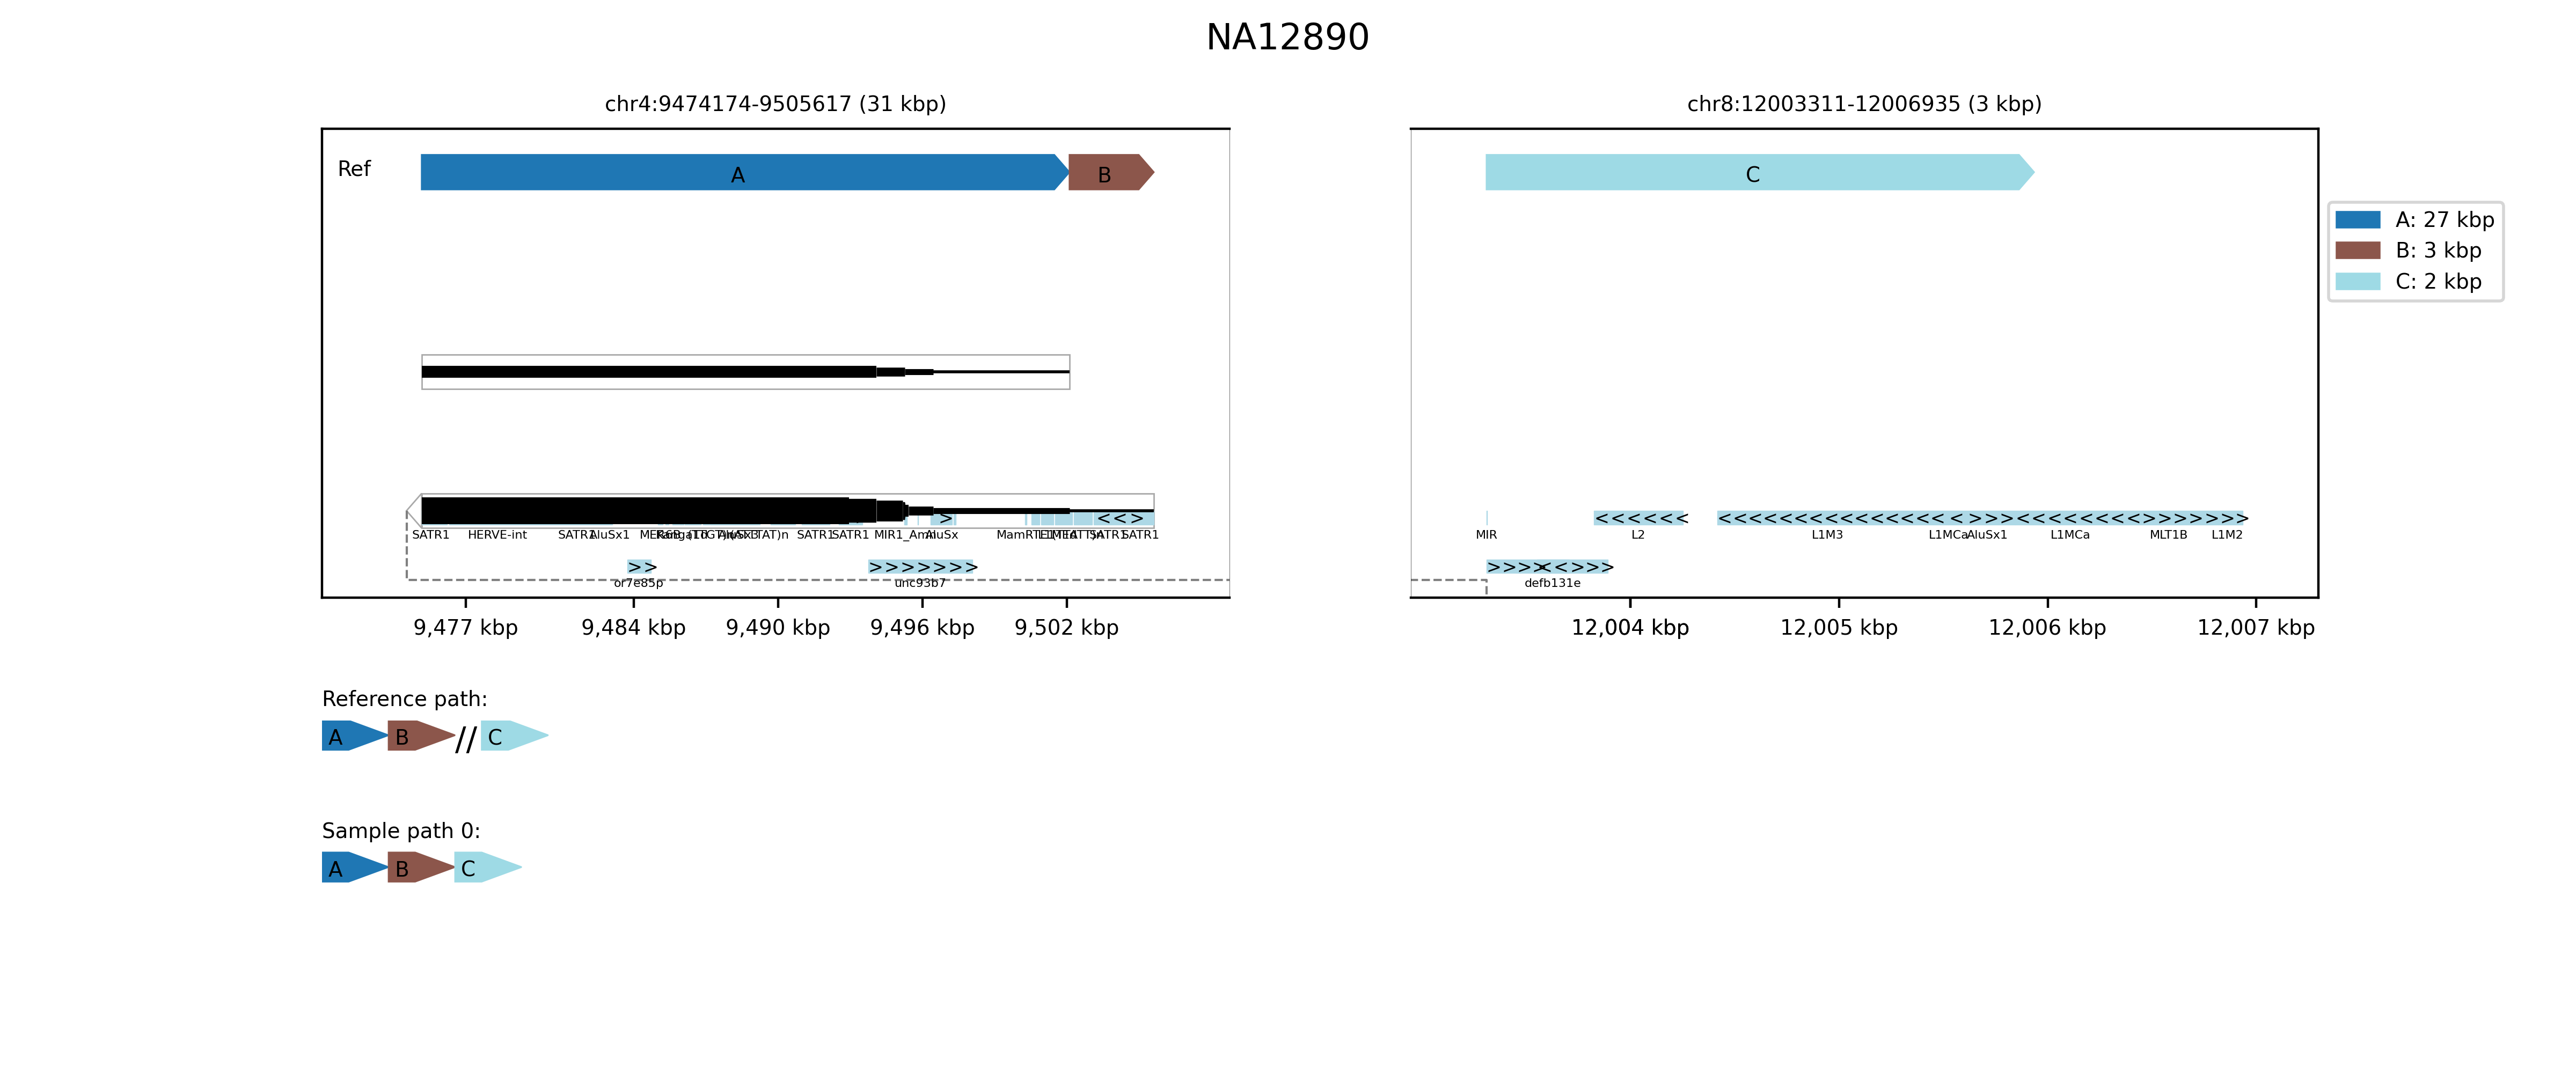 NA12890
chr4:9474174-9505617 (31 kbp)
chr8:12003311-12006935 (3 kbp)
Ref
A
B
C
A: 27 kbp
B: 3 kbp
C: 2 kbp
> <<> <<<<<< <<<<<<<<<<<<<<< <>>><<<<<<<<>>>>>>>
SATR1 HERVE-int SATR1 AluSx1 SATR1 SATR1 MIR1_Amn AluSx SATR1
MIR L2 L1M3 L1MCa AluSx1 L1MCa MLT1B L1M2
>> >>>>>>> >>>><<>>>
or7e85p unc93b7 defb131e
9,477 kbp 9,484 kbp 9,490 kbp 9,496 kbp 9,502 kbp
12,004 kbp 12,005 kbp 12,006 kbp 12,007 kbp
Reference path:
A B // C
Sample path 0:
A B C